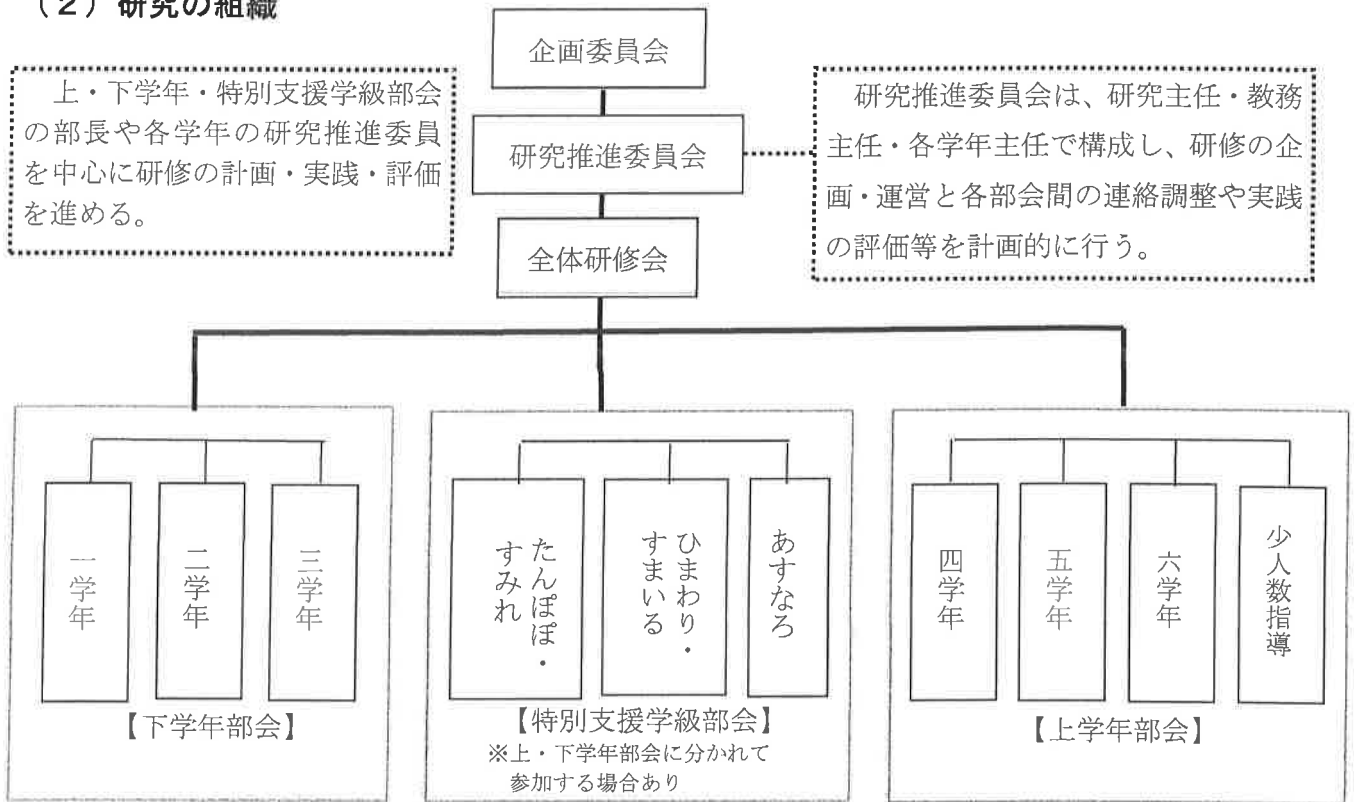 （２）研究の組織
企画委員会
上・下学年・特別支援学級部会
の部長や各学年の研究推進委員
を中心に研修の計画・実践・評価
を進める。
研究推進委員会
研究推進委員会は、研究主任・教務
主任・各学年主任で構成し、研修の企
画・運営と各部会間の連絡調整や実践
の評価等を計画的に行う。
全体研修会
一学年
二学年
三学年
【下学年部会】
たんぽぽ・
すみれ
ひまわり・
すまいる
あすなろ
【特別支援学級部会】
※上・下学年部会に分かれて
参加する場合あり
四学年
五学年
六学年
少人数指導
【上学年部会】